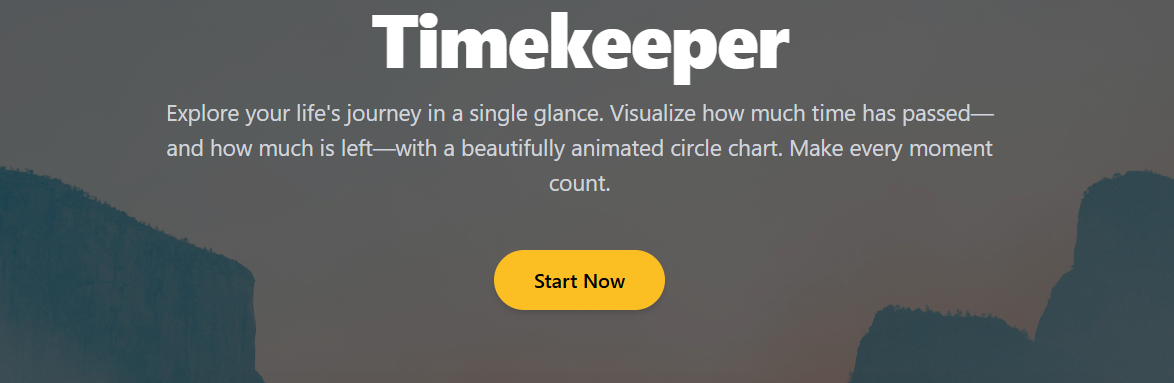 Timekeeper
Explore your life's journey in a single glance. Visualize how much time has passed—
and how much is left—with a beautifully animated circle chart. Make every moment
count.
Start Now